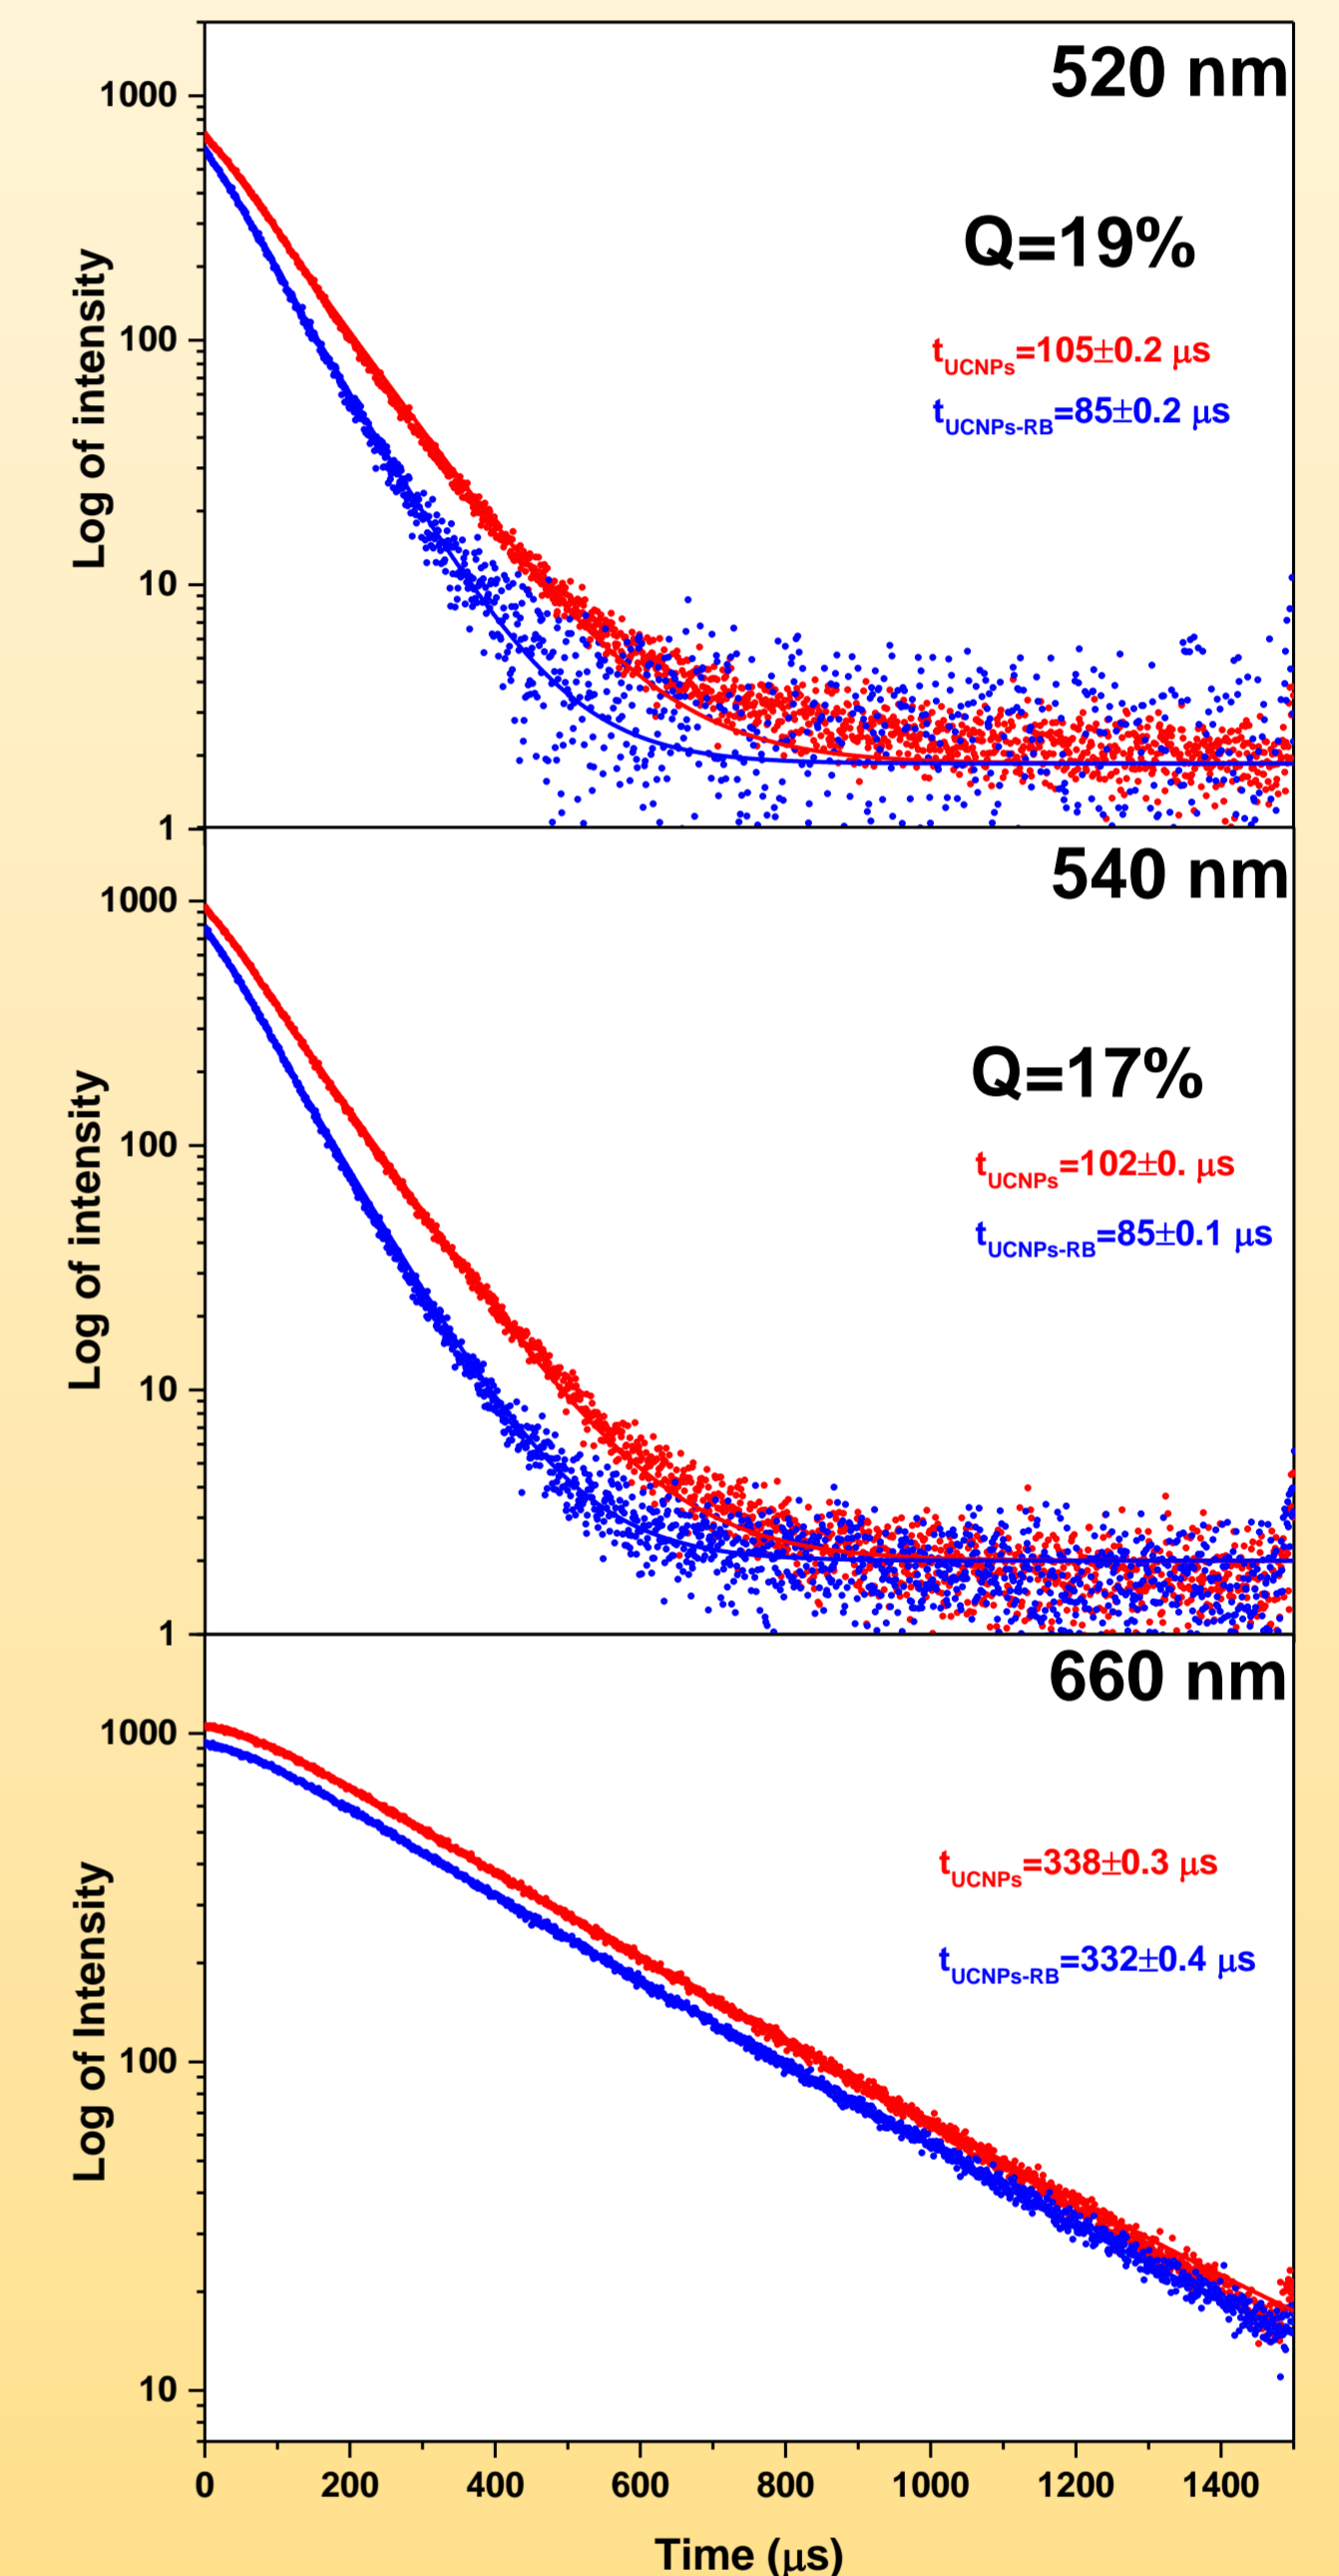 520 nm
1000
Q=19%
Log of intensity
100
tUCNPs=105±0.2 µs
tUCNPs-RB=85±0.2 µs
10
1
540 nm
1000
Q=17%
Log of intensity
100
tUCNPs=102±0. µs
tUCNPs-RB=85±0.1 µs
10
1
660 nm
1000
tUCNPs=338±0.3 µs
Log of Intensity
tUCNPs-RB=332±0.4 µs
100
10
0 200 400 600 800 1000 1200 1400
Time (µs)